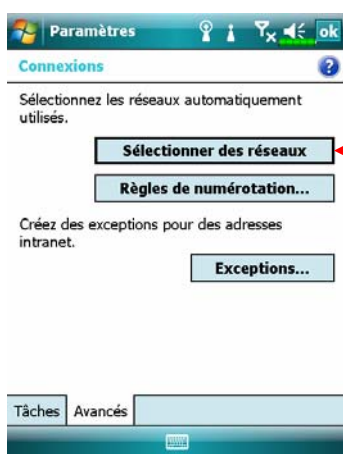 Paramètres
ok
Connexions
?
Sélectionnez les réseaux automatiquement
utilisés.
Sélectionner des réseaux
Règles de numérotation...
Créez des exceptions pour des adresses
intranet.
Exceptions...
Tâches Avancés